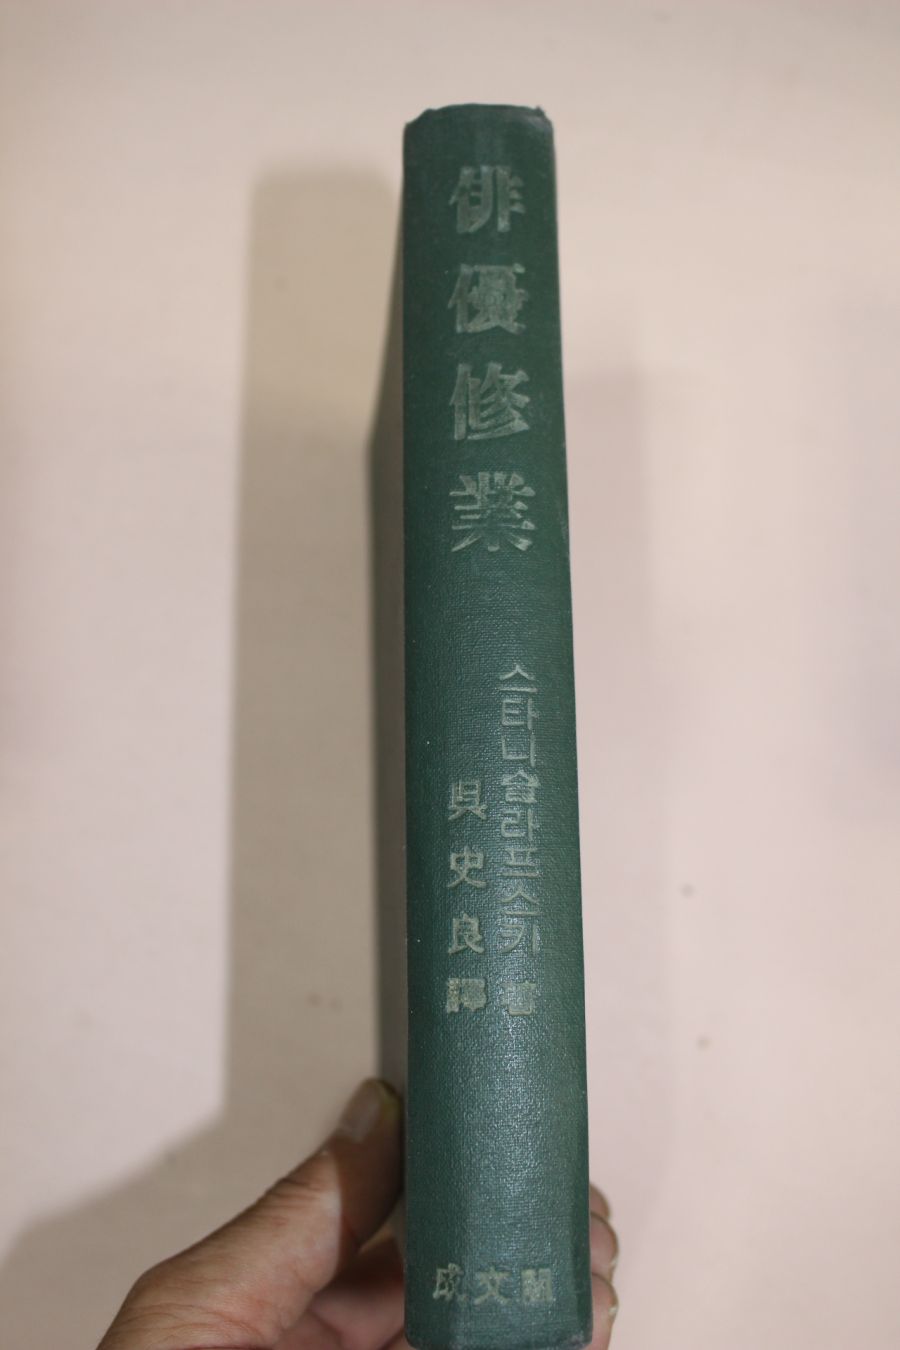 俳優修業
스타니슬라프스키 著
吳史良 譯
成文閣